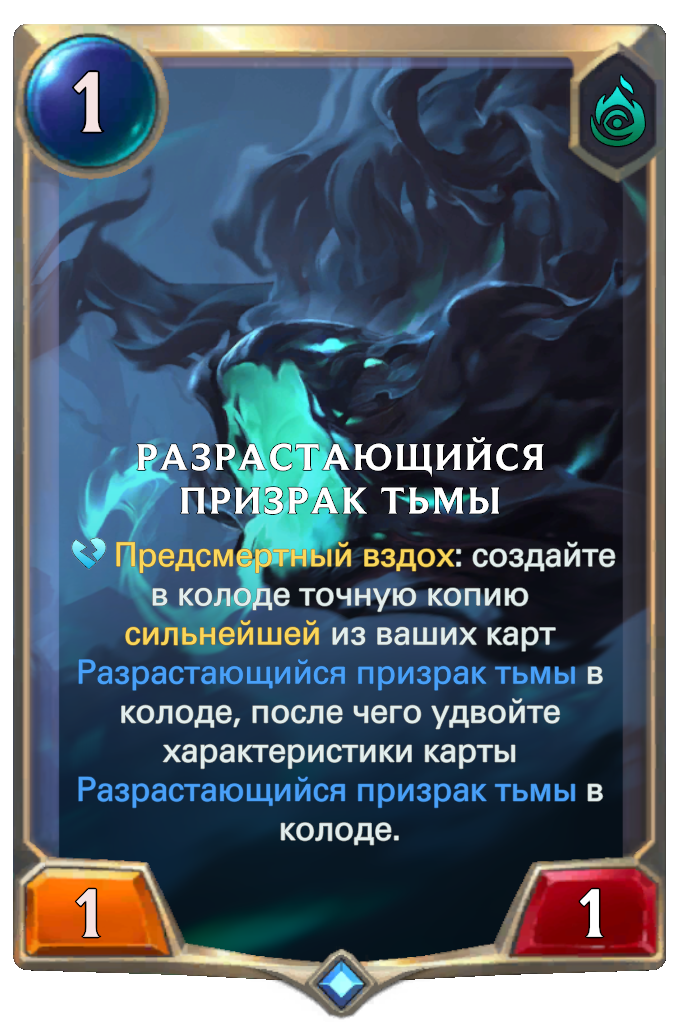 1
РАЗРАСТАЮЩИЙСЯ
ПРИЗРАК ТЬМЫ
Предсмертный вздох: создайте
в колоде точную копию
сильнейшей из ваших карт
Разрастающийся призрак тьмы в
колоде, после чего удвойте
характеристики карты
Разрастающийся призрак тьмы в
колоде.
1
1